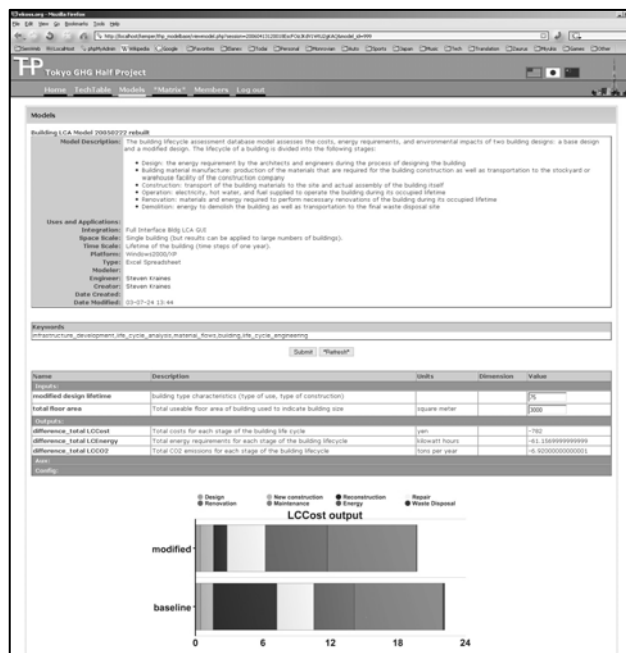 Mozilla Firefox
File Edit View Go Bookmarks Tools Help
TP Tokyo GHG Half Project
Home TechTable Models *Matrix* Members Log out
Models
Building LCA Model 20050222 rebuilt
Model Description: The building lifecycle assessment database model assesses the costs, energy requirements, and environmental impacts of two building designs: a base design
and a modified design. The lifecycle of a building is divided into the following stages:
• Design: the energy requirement by the architects and engineers during the process of designing the building
• Building material manufacture: production of the materials that are required for the building construction as well as transportation to the stockyard or
warehouse facility of the construction company
• Construction: transport of the building materials to the site and actual assembly of the building itself
• Operation: electricity, hot water, and fuel supplied to operate the building during its occupied lifetime
• Renovation: materials and energy required to perform necessary renovations of the building during its occupied lifetime
• Demolition: energy to demolish the building as well as transportation to the final waste disposal site
Uses and Applications:
Integration: Full Interface Bldg LCA GUI
Space Scale: Single building (but results can be applied to large numbers of buildings).
Time Scale: Lifetime of the building (time steps of one year).
Platform: Windows2000/XP
Type: Excel Spreadsheet
Modeler:
Engineer: Steven Kraines
Creator: Steven Kraines
Date Created:
Date Modified: 03-07-24 13:44
Keywords
infrastructure_development,life_cycle_analysis,material_flows,building,life_cycle_engineering
Submit *Refresh*
Name Description Units Dimension Value
Inputs:
modified design lifetime building type characteristics (type of use, type of construction) 75
total floor area Total useable floor area of building used to indicate building size square meter 3000
Outputs:
difference_total LCCost Total costs for each stage of the building life cycle yen -782
difference_total LCEnergy Total energy requirements for each stage of the building lifecycle kilowatt hours -61.1569999999999
difference_total LCCO2 Total CO2 emissions for each stage of the building lifecycle tons per year
Aux:
Config:
Design New construction Reconstruction Repair
Renovation Maintenance Energy Waste Disposal
LCCost output
modified
baseline
0 6 12 18 24